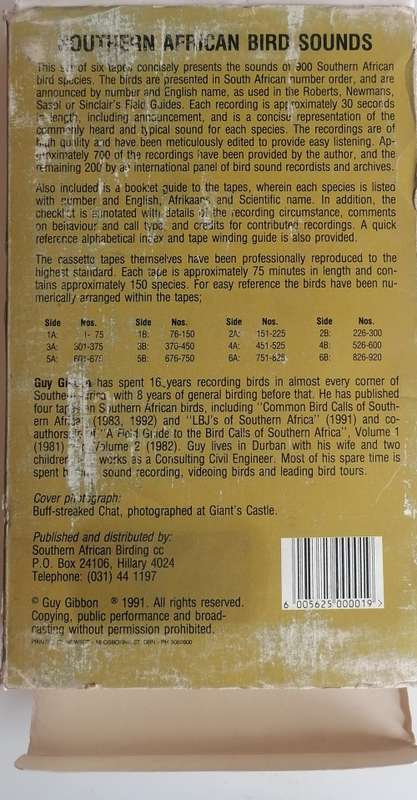 SOUTHERN AFRICAN BIRD SOUNDS
This set of six tapes concisely presents the sounds of 900 Southern African
bird species. The birds are presented in South African number order, and are
announced by number and English name, as used in the Roberts, Newmans,
Sasol or Sinclair's Field Guides. Each recording is approximately 30 seconds
in length, including announcement, and is a concise representation of the
commonly heard and typical sound for each species. The recordings are of
high quality and have been meticulously edited to provide easy listening. Ap-
proximately 700 of the recordings have been provided by the author, and the
remaining 200 by an international panel of bird sound recordists and archives.
Also included is a booklet guide to the tapes, wherein each species is listed
with number and English, Afrikaans and Scientific name. In addition, the
checklist is annotated with details of the recording circumstance, comments
on behaviour and call type, and credits for contributed recordings. A quick
reference alphabetical index and tape winding guide is also provided.
The cassette tapes themselves have been professionally reproduced to the
highest standard. Each tape is approximately 75 minutes in length and con-
tains approximately 150 species. For easy reference the birds have been nu-
merically arranged within the tapes;
Side Nos. Side Nos. Side Nos. Side Nos.
1A: 1- 75 1B: 76-150 2A: 151-225 2B: 226-300
3A: 301-375 3B: 376-450 4A: 451-525 4B: 526-600
5A: 601-675 5B: 676-750 6A: 751-825 6B: 826-920
Guy Gibbon has spent 16 years recording birds in almost every corner of
Southern Africa with 8 years of general birding before that. He has published
four tapes on Southern African birds, including "Common Bird Calls of South-
ern Africa" (1983, 1992) and "LBJ's of Southern Africa" (1991) and co-
authorship of "A Field Guide to the Bird Calls of Southern Africa", Volume 1
(1981) and Volume 2 (1982). Guy lives in Durban with his wife and two
children and works as a Consulting Civil Engineer. Most of his spare time is
spent sound recording, videoing birds and leading bird tours.
Cover photograph:
Buff-streaked Chat, photographed at Giant's Castle.
Published and distributed by:
Southern African Birding cc
P.O. Box 24106, Hillary 4024
Telephone: (031) 44 1197
© Guy Gibbon ® 1991. All rights reserved.
Copying, public performance and broad-
casting without permission prohibited.
6 005625 000019 >